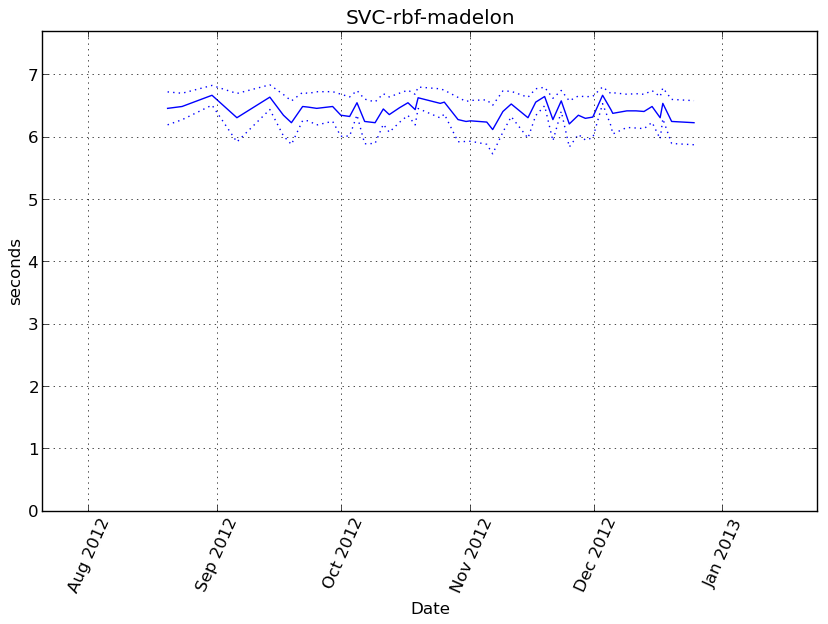 SVC-rbf-madelon
7
6
5
4
3
2
1
0
seconds
Aug 2012
Sep 2012
Oct 2012
Nov 2012
Dec 2012
Jan 2013
Date